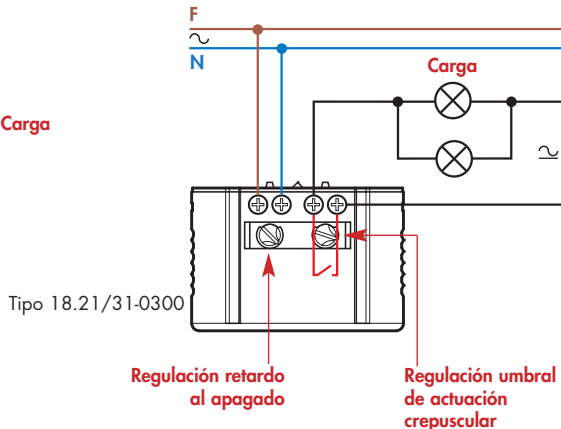 F
N
Carga
Carga
Tipo 18.21/31-0300
Regulación retardo
al apagado
Regulación umbral
de actuación
crepuscular